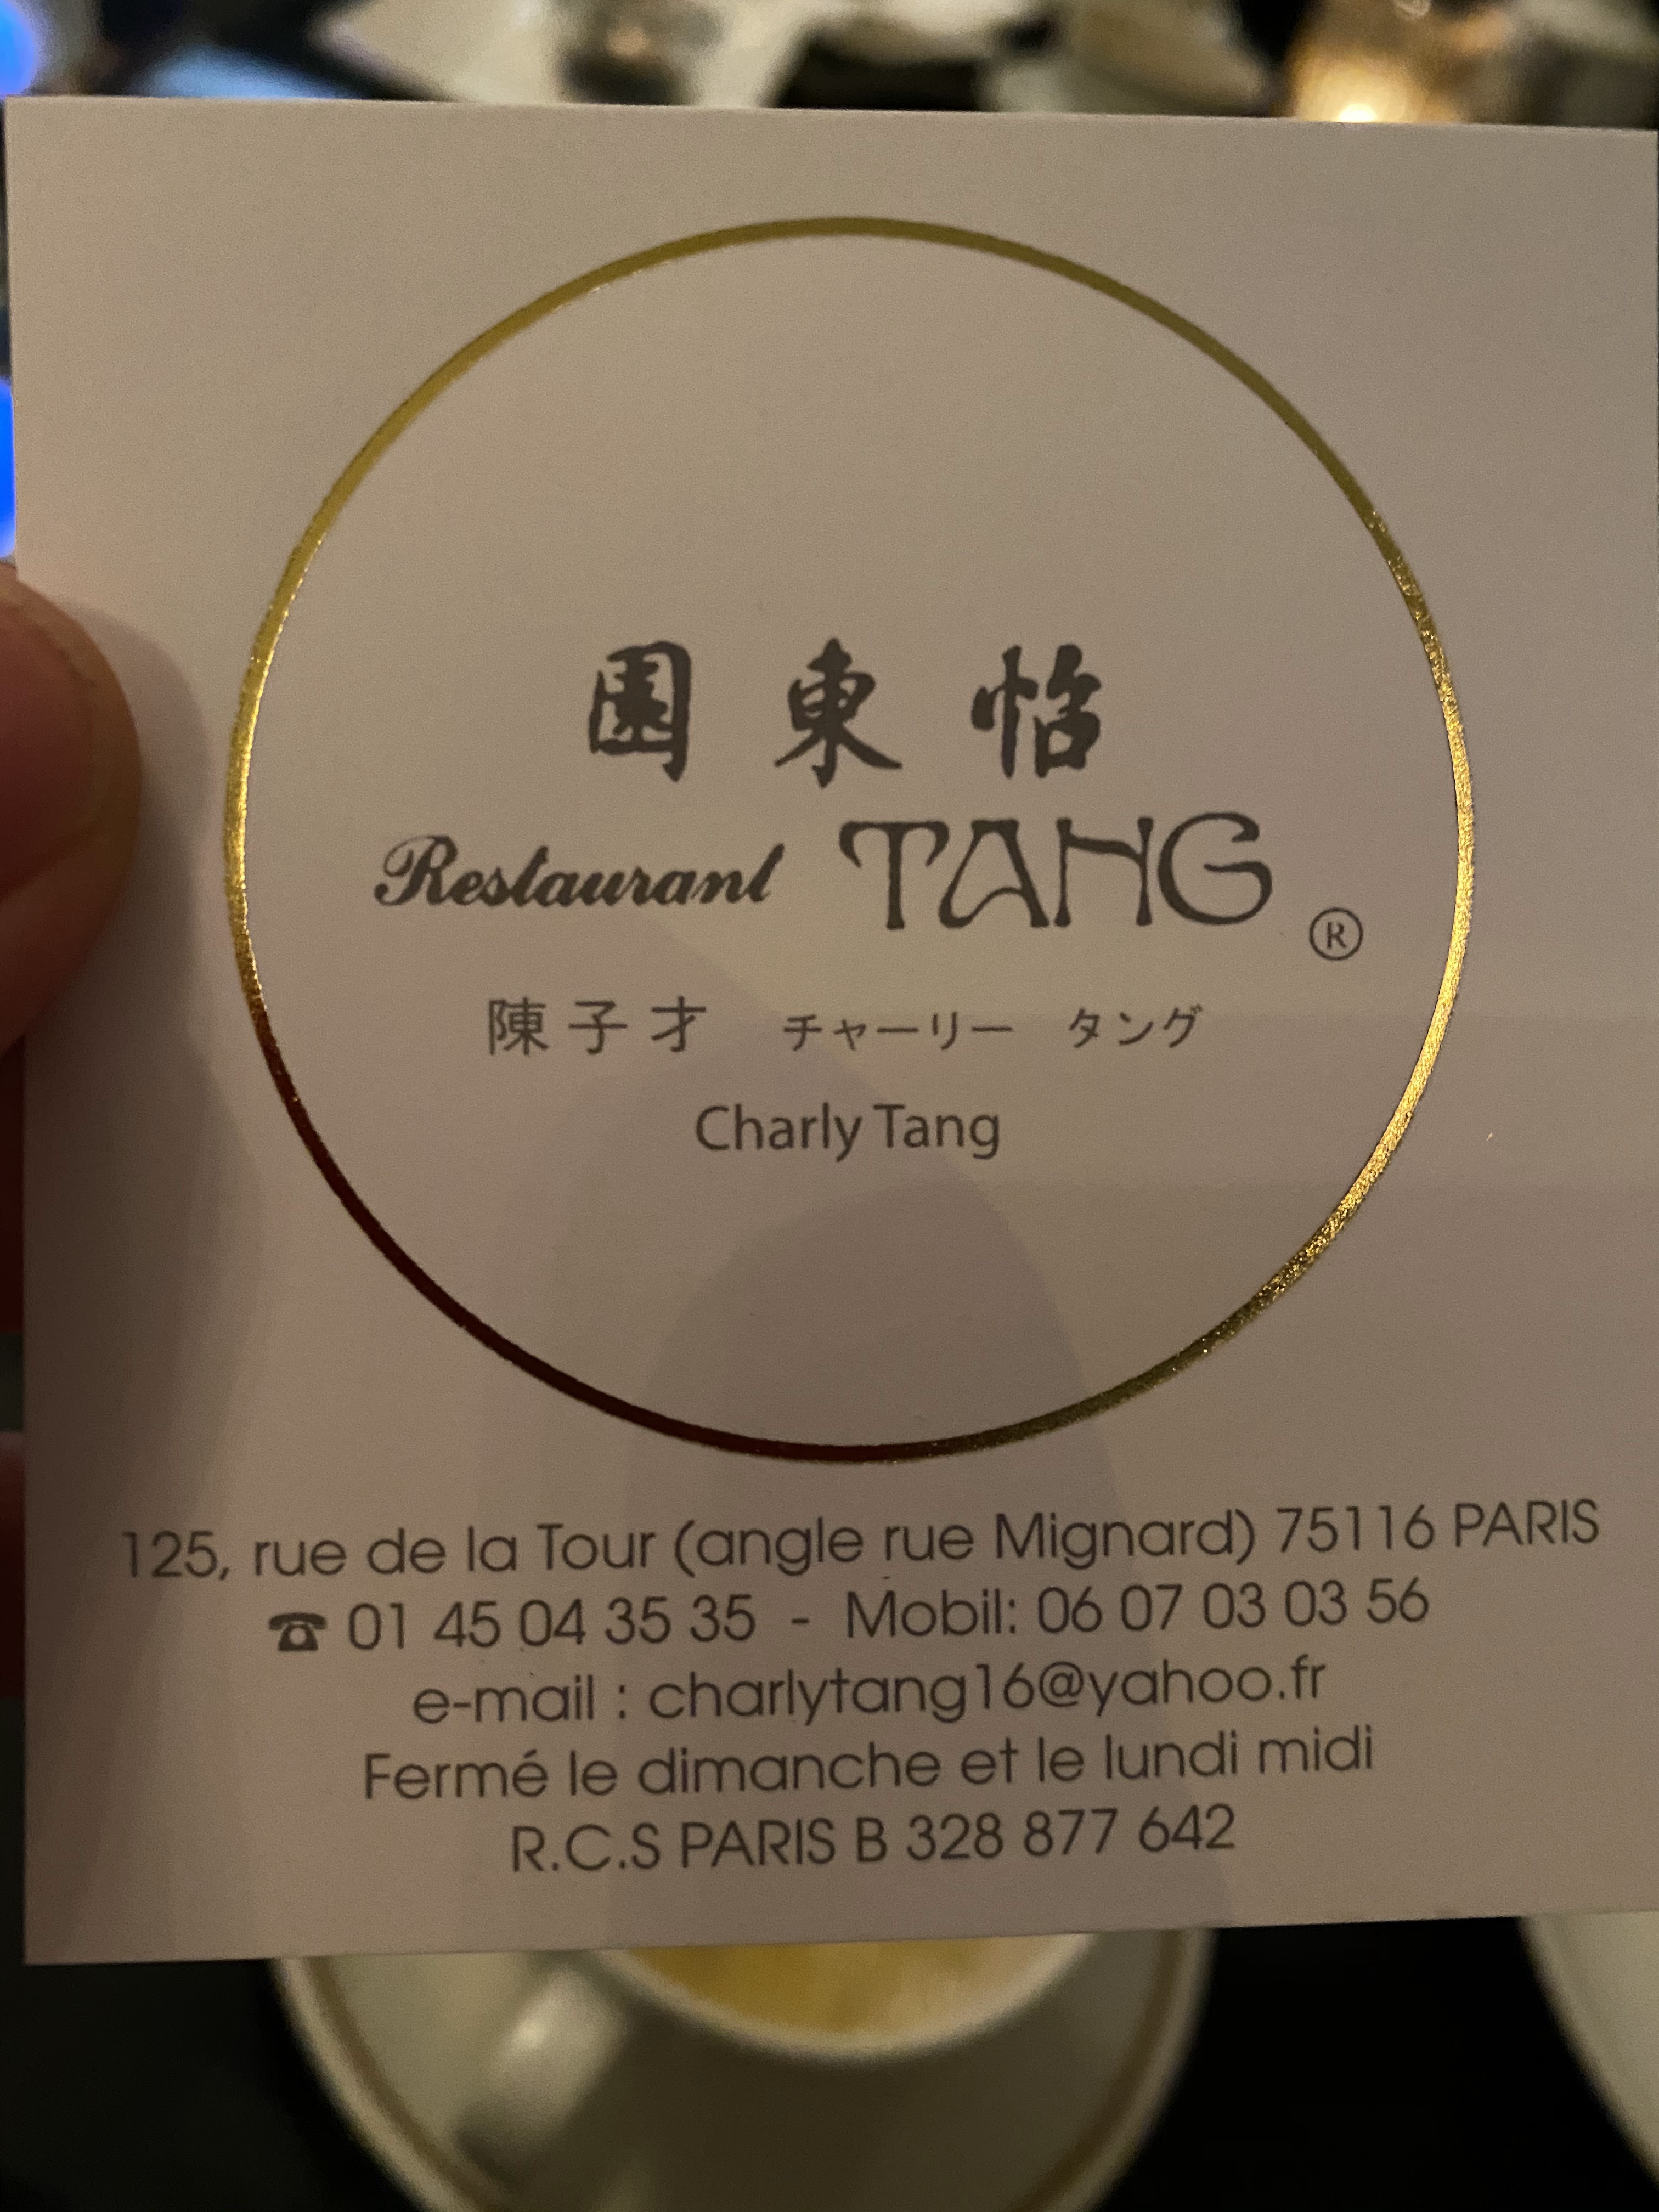 園東怡
Restaurant TANG ®
陳子才 チャーリー タング
Charly Tang
125, rue de la Tour (angle rue Mignard) 75116 PARIS
☎ 01 45 04 35 35 - Mobil: 06 07 03 03 56
e-mail : charlytang16@yahoo.fr
Fermé le dimanche et le lundi midi
R.C.S PARIS B 328 877 642